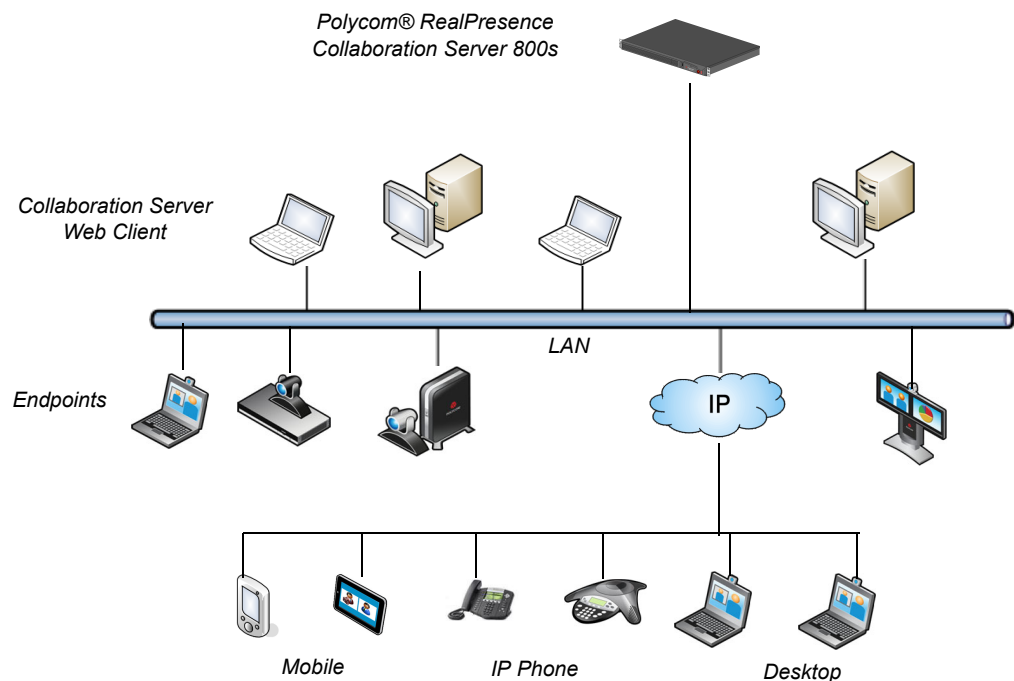 Polycom® RealPresence
Collaboration Server 800s
Collaboration Server
Web Client
LAN
Endpoints
IP
Mobile
IP Phone
Desktop